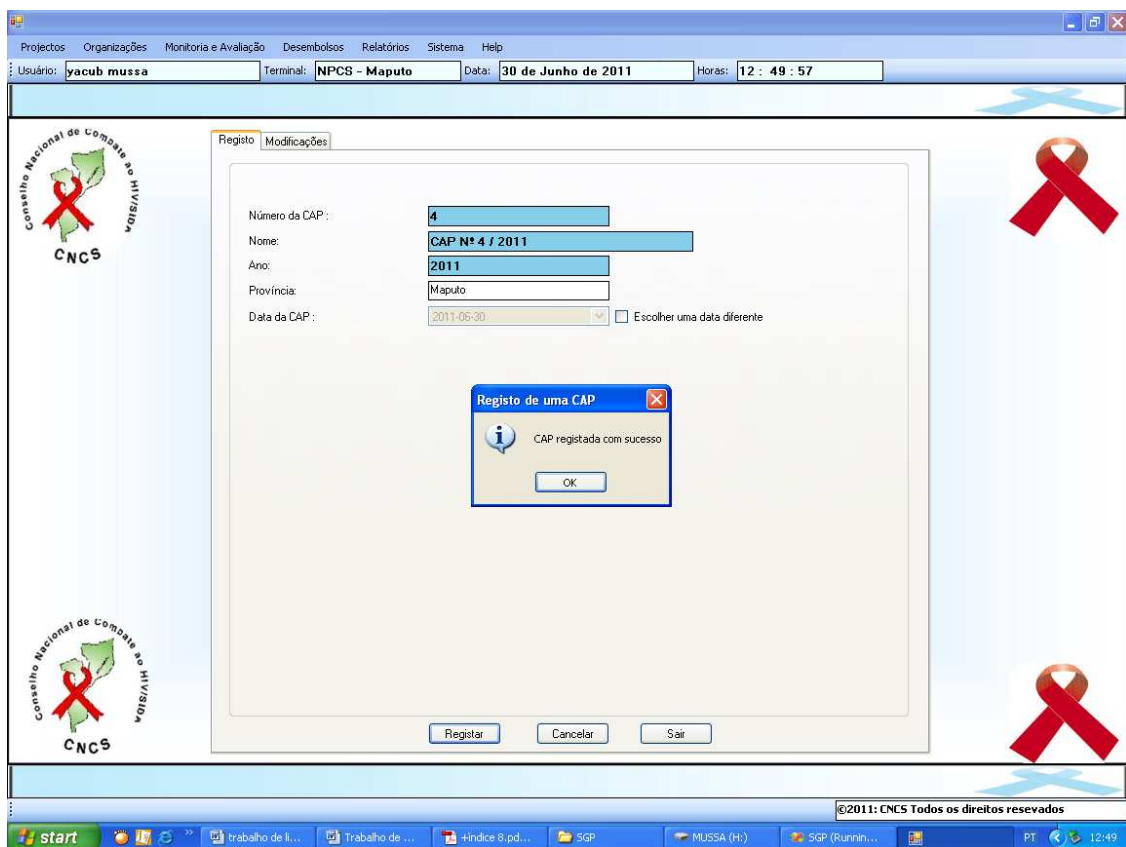 Projectos Organizações Monitoria e Avaliação Desembolsos Relatórios Sistema Help
Usuário: yacub mussa Terminal: NPCS - Maputo Data: 30 de Junho de 2011 Horas: 12 : 49 : 57
Conselho Nacional de Combate ao HIV/SIDA
CNCS
Registo Modificações
Número da CAP : 4
Nome: CAP Nº 4 / 2011
Ano: 2011
Província: Maputo
Data da CAP : 2011-06-30 Escolher uma data diferente
Registo de uma CAP
CAP registada com sucesso
OK
Conselho Nacional de Combate ao HIV/SIDA
CNCS
Registar Cancelar Sair
©2011: CNCS Todos os direitos resevados
start trabalho de li... Trabalho de ... +indice 8.pd... SGP MUSSA (H:) SGP (Runnin... PT 12:49